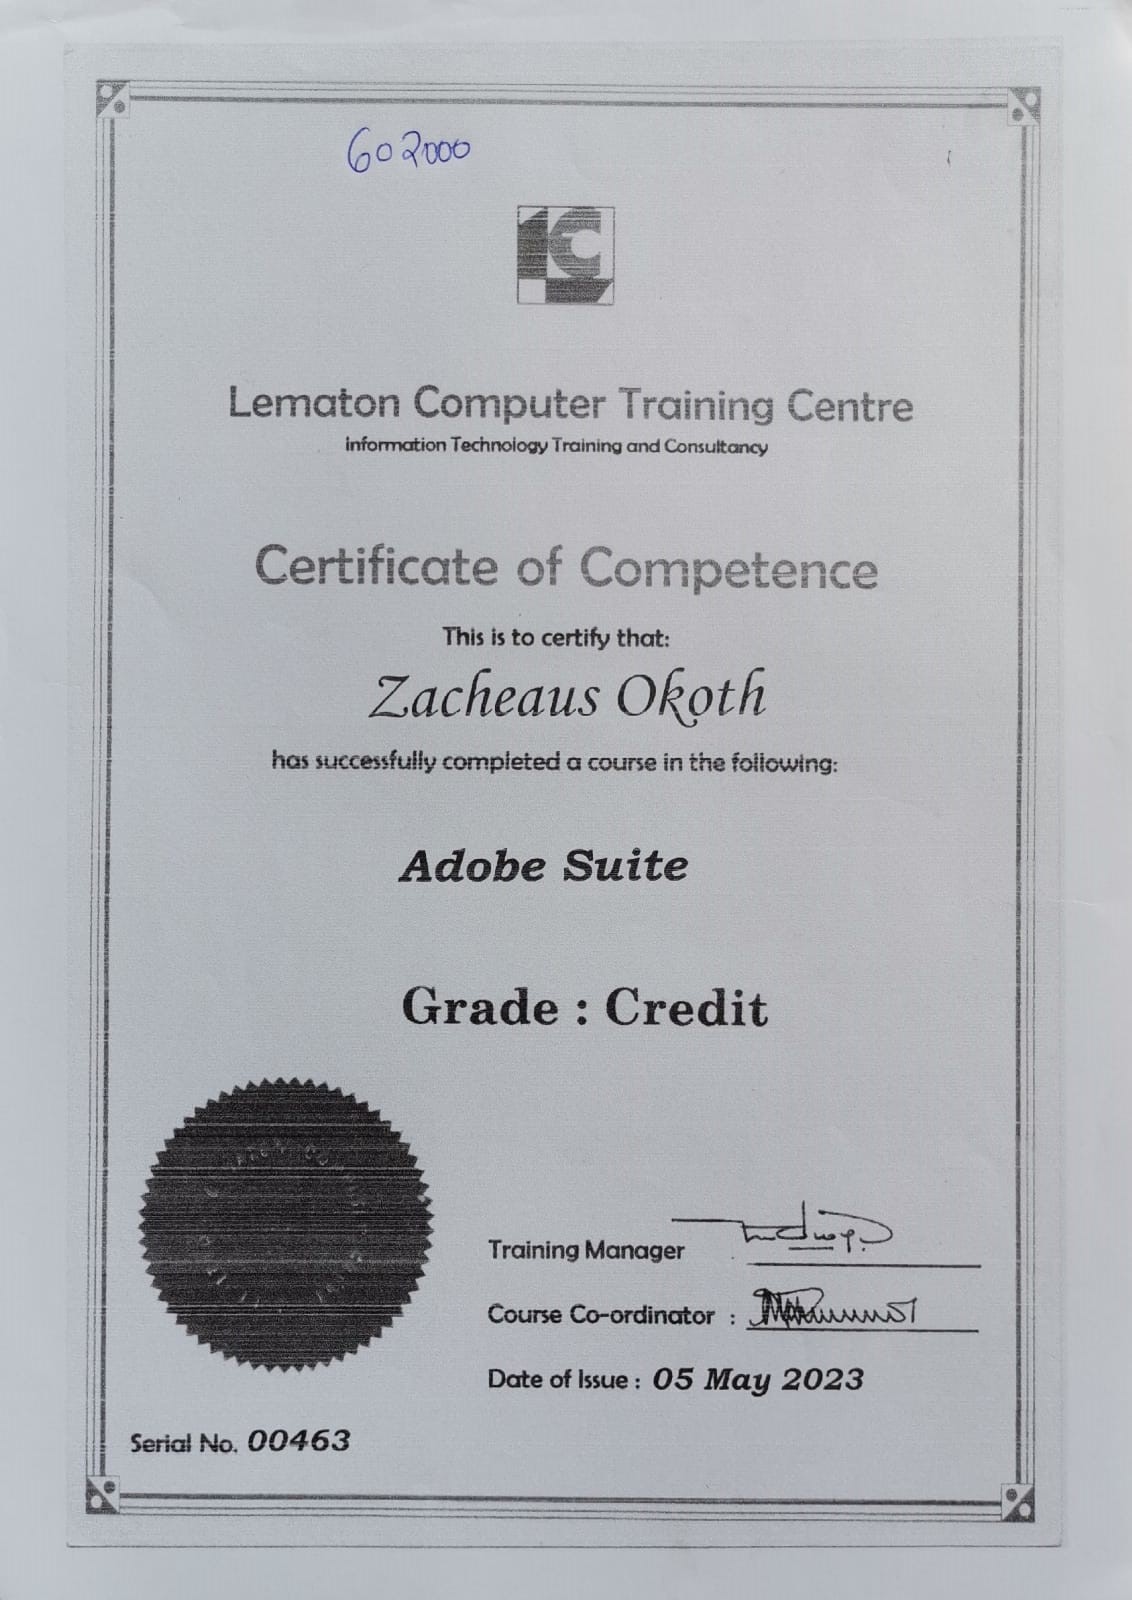 602000
Lematon Computer Training Centre
Information Technology Training and Consultancy
Certificate of Competence
This is to certify that:
Zacheaus Okoth
has successfully completed a course in the following:
Adobe Suite
Grade : Credit
Training Manager
Course Co-ordinator :
Date of Issue : 05 May 2023
Serial No. 00463